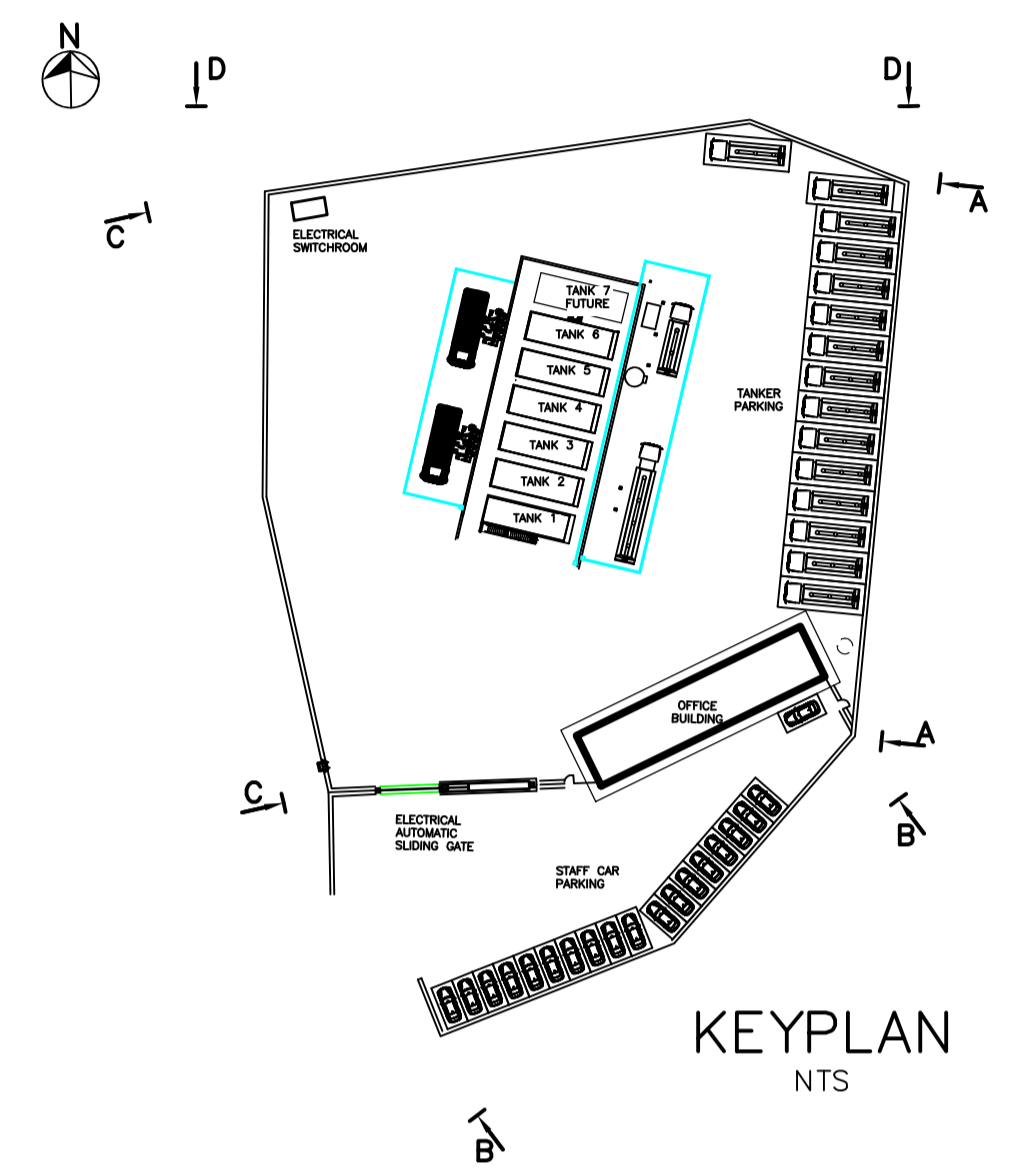 N
D
D
A
C
ELECTRICAL
SWITCHROOM
TANK 7
FUTURE
TANK 6
TANK 5
TANK 4
TANK 3
TANK 2
TANK 1
TANKER
PARKING
OFFICE
BUILDING
A
C
B
ELECTRICAL
AUTOMATIC
SLIDING GATE
STAFF CAR
PARKING
KEYPLAN
NTS
B